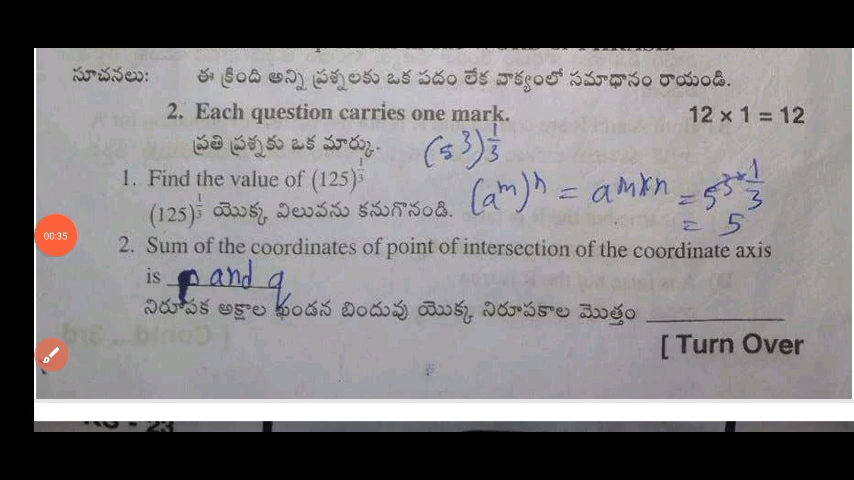 సూచనలు: ఈ క్రింది అన్ని ప్రశ్నలకు ఒక పదం లేక వాక్యంలో సమాధానం రాయండి.
2. Each question carries one mark. 12 × 1 = 12
ప్రతి ప్రశ్నకు ఒక మార్కు. (5^3)^1/3
1. Find the value of (125)^1/3 (a^m)^n = a^m×n = 5^3×1/3
(125)^1/3 యొక్క విలువను కనుగొనండి. = 5
2. Sum of the coordinates of point of intersection of the coordinate axis
is p and q
నిరూపక అక్షాల ఖండన బిందువు యొక్క నిరూపకాల మొత్తం
[ Turn Over
00:35
- 23